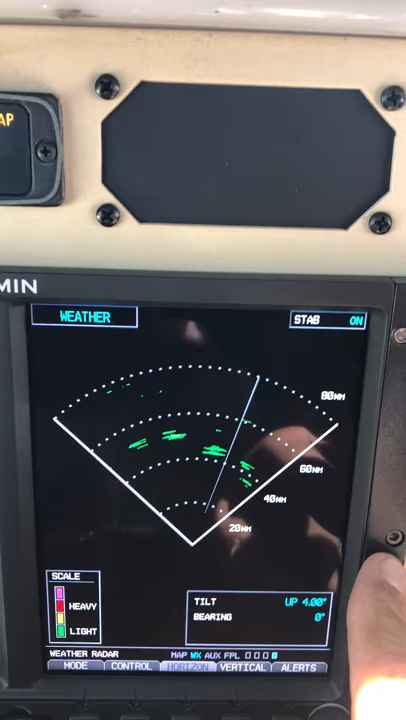 AP
MIN
WEATHER
STAB ON
80NM
60NM
40NM
20NM
SCALE
HEAVY
LIGHT
TILT UP 4.00°
BEARING 0°
WEATHER RADAR MAP WX AUX FPL
MODE CONTROL HORIZON VERTICAL ALERTS